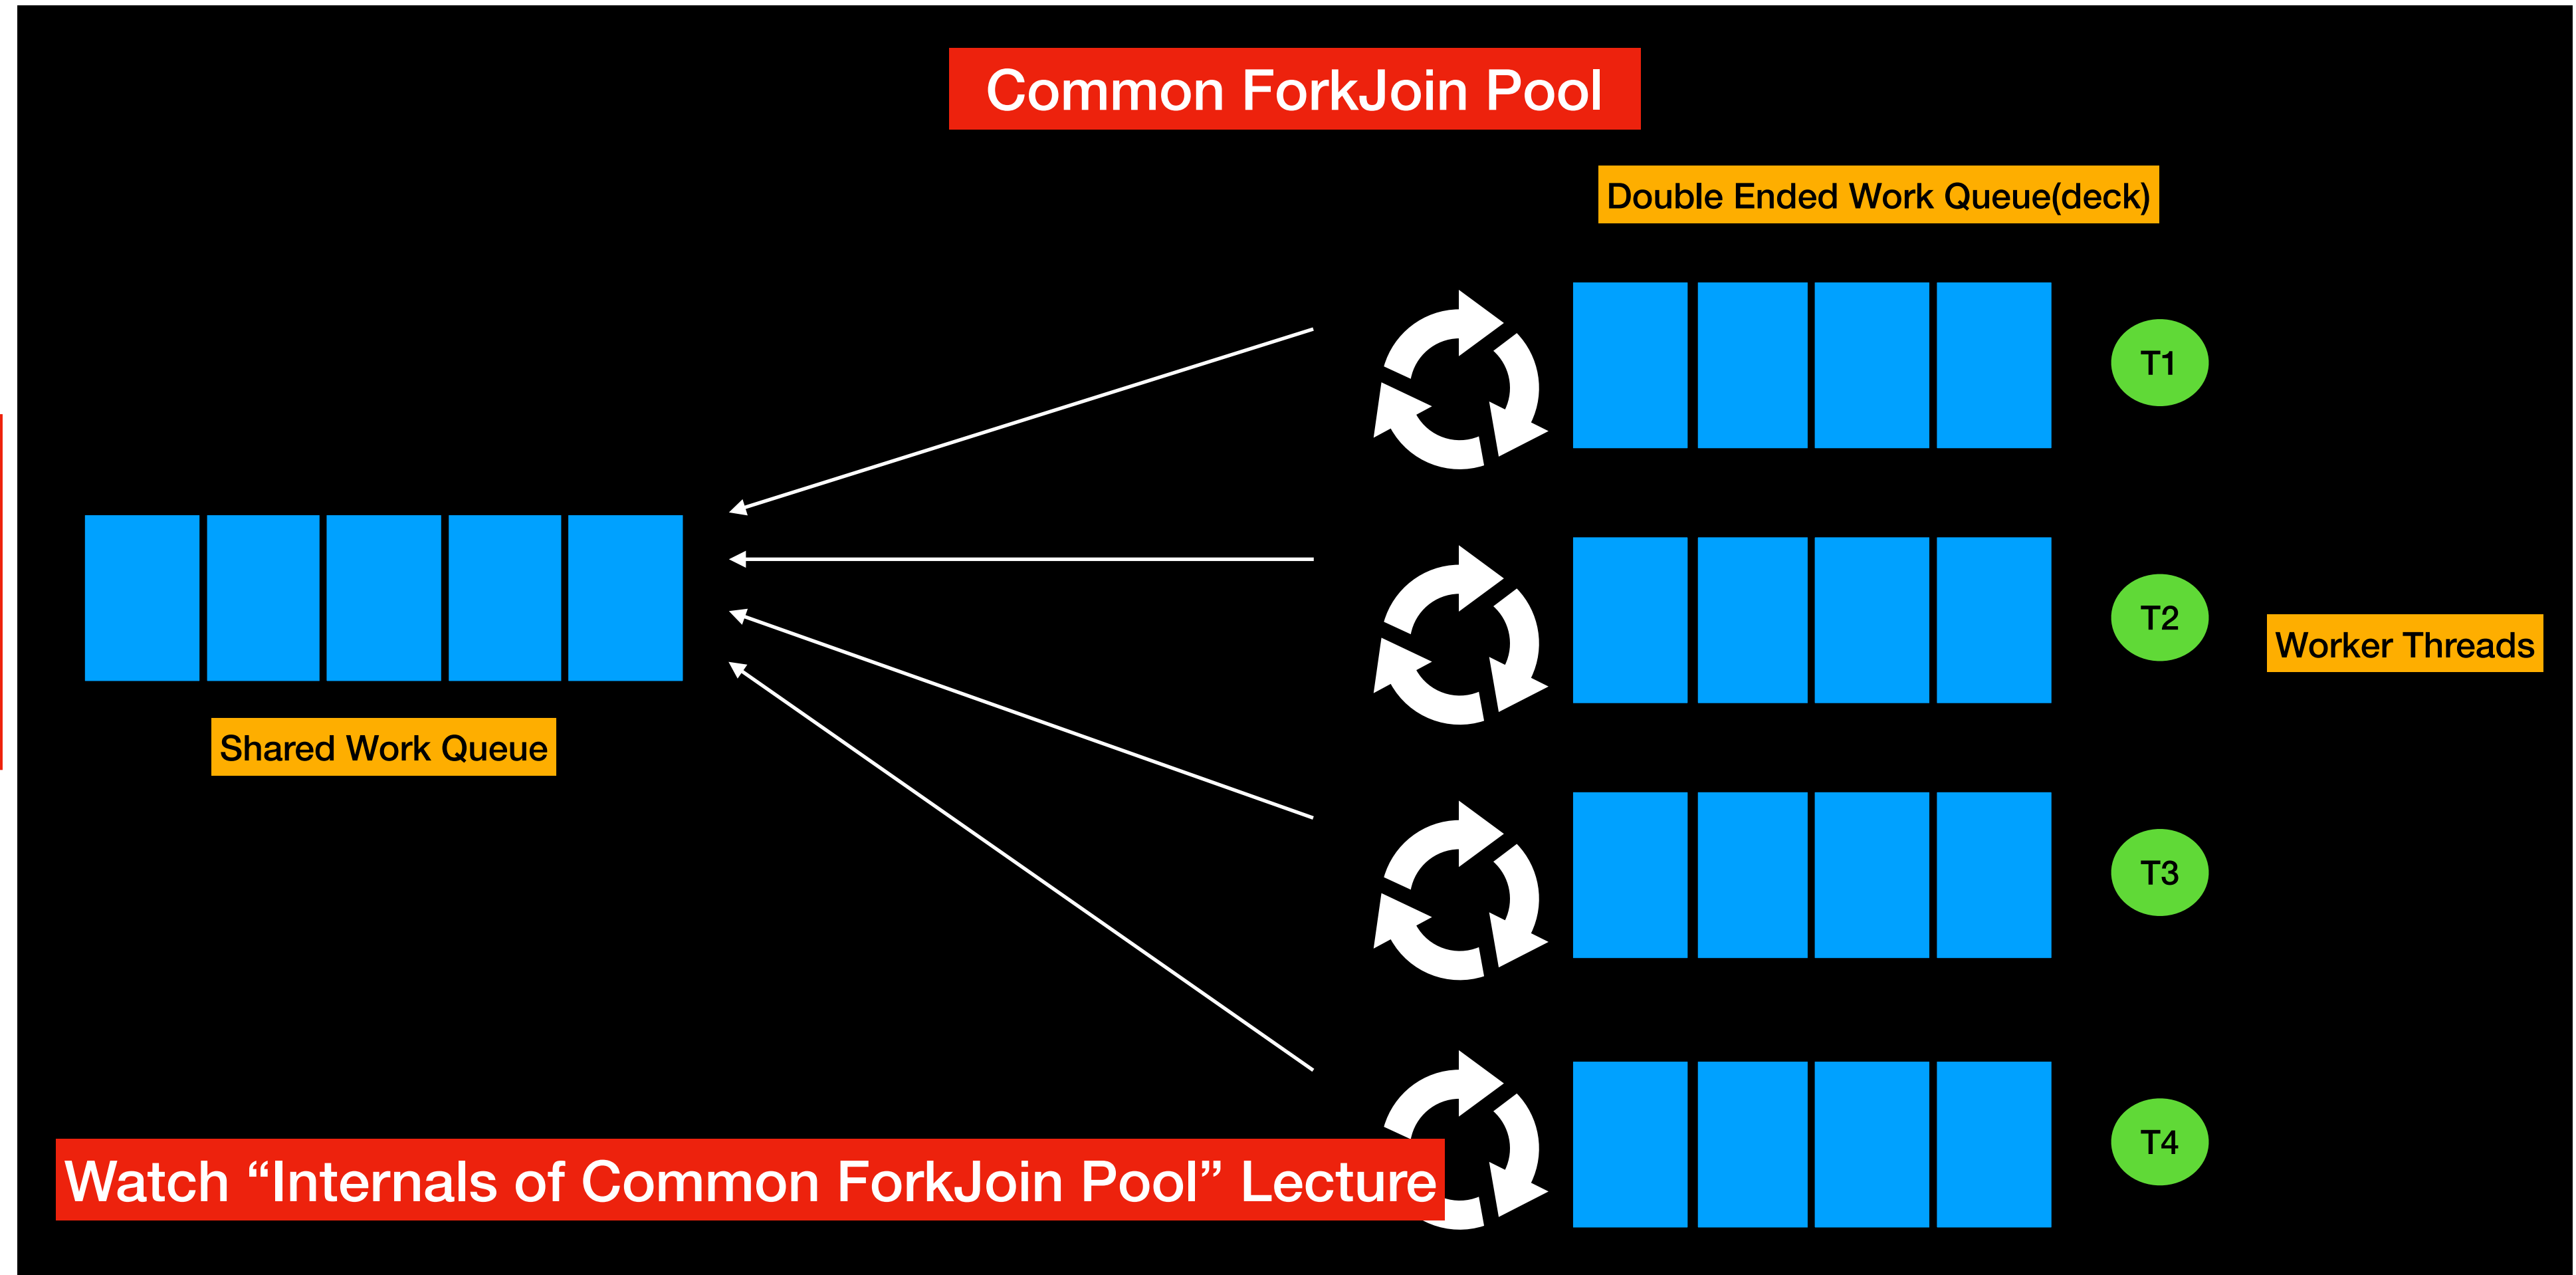 Common ForkJoin Pool
Double Ended Work Queue(deck)
T1
T2
Worker Threads
Shared Work Queue
T3
T4
Watch “Internals of Common ForkJoin Pool” Lecture